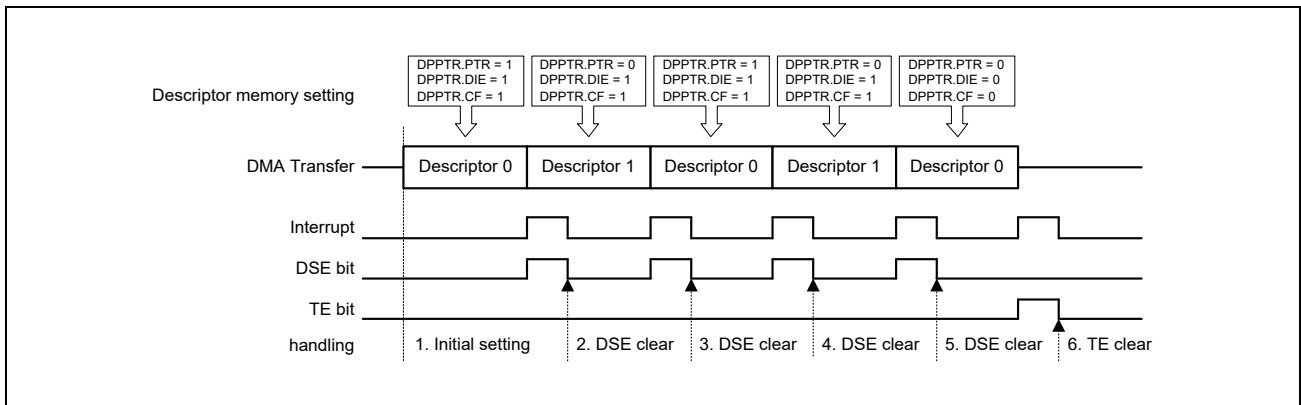 DPPTR.PTR = 1
DPPTR.DIE = 1
DPPTR.CF = 1
DPPTR.PTR = 0
DPPTR.DIE = 1
DPPTR.CF = 1
DPPTR.PTR = 1
DPPTR.DIE = 1
DPPTR.CF = 1
DPPTR.PTR = 0
DPPTR.DIE = 1
DPPTR.CF = 1
DPPTR.PTR = 0
DPPTR.DIE = 0
DPPTR.CF = 0
Descriptor memory setting
DMA Transfer
Descriptor 0
Descriptor 1
Descriptor 0
Descriptor 1
Descriptor 0
Interrupt
DSE bit
TE bit
handling
1. Initial setting
2. DSE clear
3. DSE clear
4. DSE clear
5. DSE clear
6. TE clear